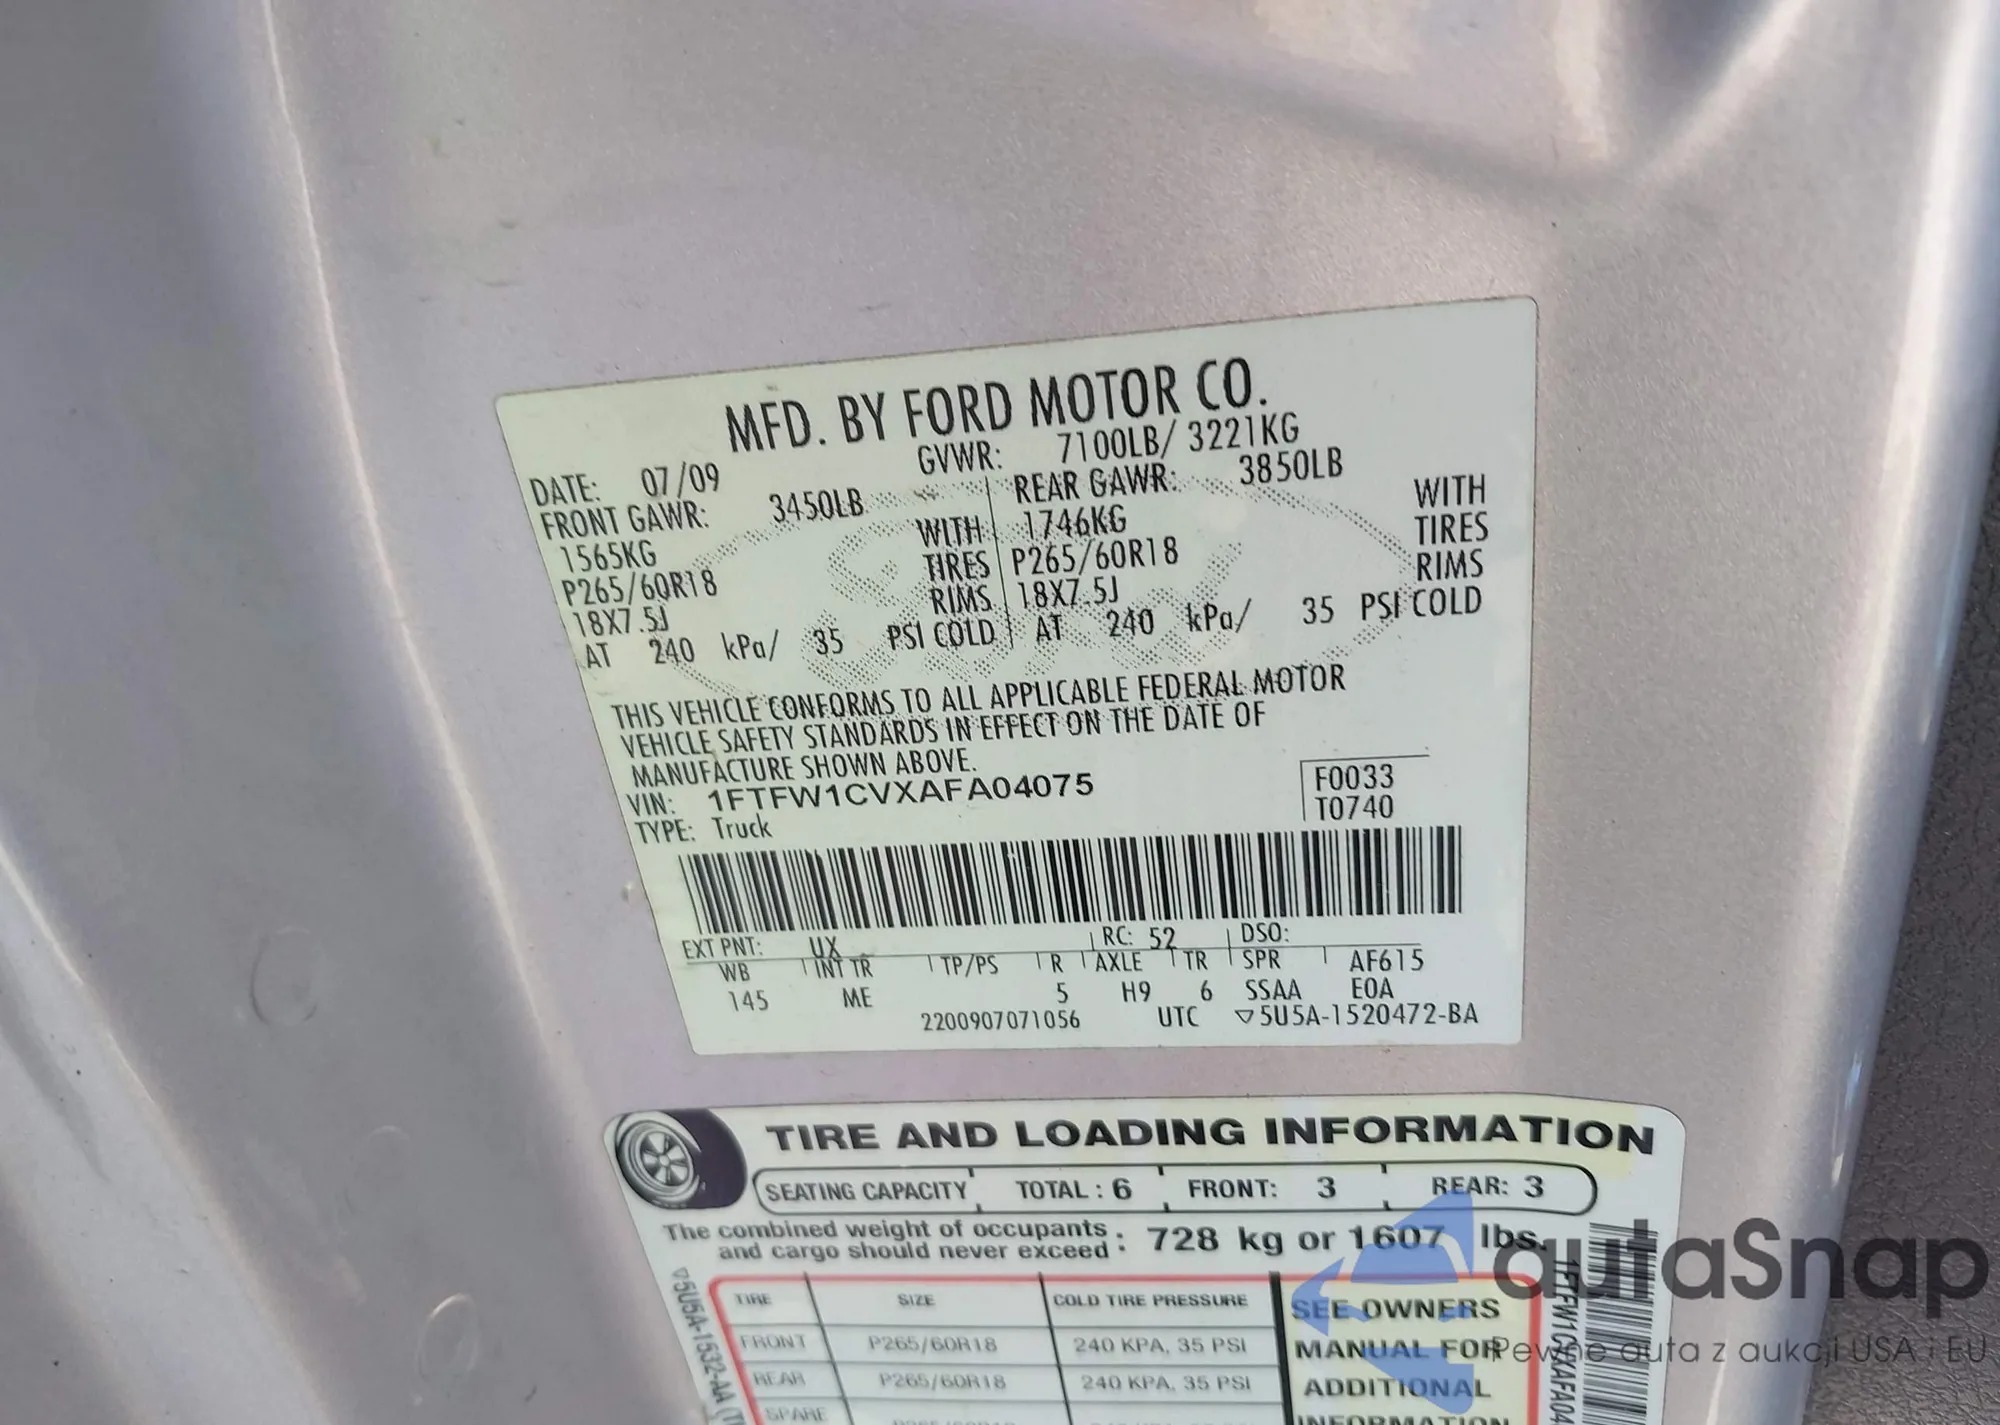 MFD. BY FORD MOTOR CO.
DATE: 07/09 GVWR: 7100LB/ 3221KG
FRONT GAWR: 3450LB REAR GAWR: 3850LB
1565KG WITH 1746KG WITH
P265/60R18 TIRES P265/60R18 TIRES
18X7.5J RIMS 18X7.5J RIMS
AT 240 kPa/ 35 PSI COLD AT 240 kPa/ 35 PSI COLD
THIS VEHICLE CONFORMS TO ALL APPLICABLE FEDERAL MOTOR
VEHICLE SAFETY STANDARDS IN EFFECT ON THE DATE OF
MANUFACTURE SHOWN ABOVE.
VIN: 1FTFW1CVXAFA04075 F0033
TYPE: Truck T0740
EXT PNT: UX RC: 52 DSO:
WB INT TR TP/PS R AXLE TR SPR AF615
145 ME 5 H9 6 SSAA E0A
2200907071056 UTC ▽5U5A-1520472-BA
TIRE AND LOADING INFORMATION
SEATING CAPACITY TOTAL : 6 FRONT: 3 REAR: 3
The combined weight of occupants
and cargo should never exceed : 728 kg or 1607 lbs.
TIRE SIZE COLD TIRE PRESSURE SEE OWNERS
FRONT P265/60R18 240 KPA, 35 PSI MANUAL FOR
REAR P265/60R18 240 KPA, 35 PSI ADDITIONAL
SPARE INFORMATION
▽5U5A-1532-AA
1FTFW1CVXAFA04
autaSnap
Pewne auta z aukcji USA i EU